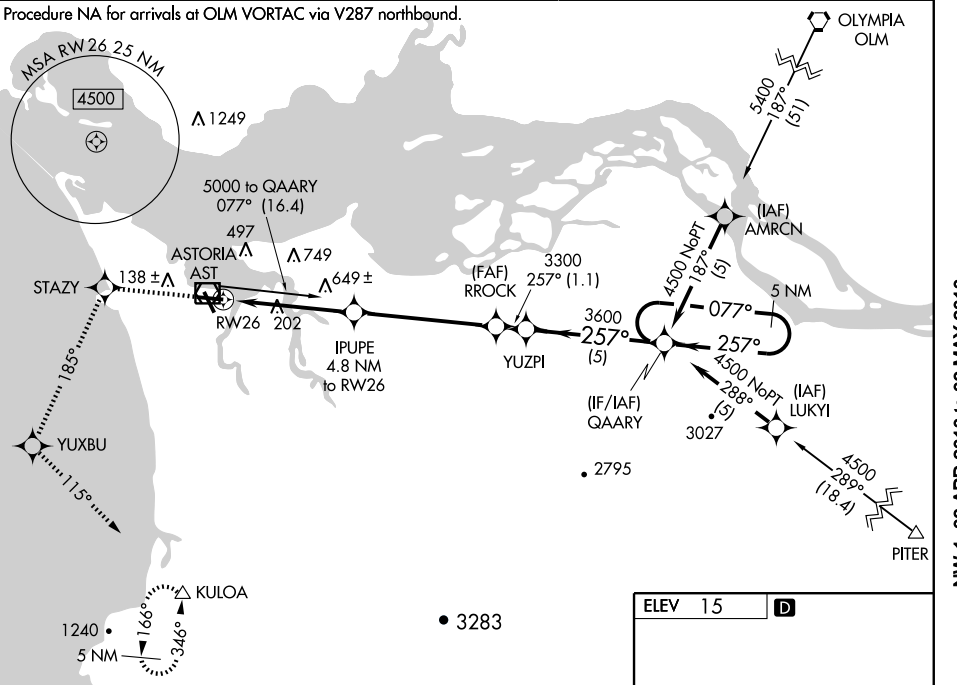 Procedure NA for arrivals at OLM VORTAC via V287 northbound.
MSA RW26 25 NM
4500
1249
OLYMPIA
OLM
5400
187°
(51)
5000 to QAARY
077° (16.4)
497
749
ASTORIA
AST
649 ±
138 ±
STAZY
RW26
202
IPUPE
4.8 NM
to RW26
(FAF)
RROCK
3300
257° (1.1)
YUZPI
3600
257°
(5)
(IAF)
AMRCN
4500 NoPT
187°
(5)
5 NM
077°
257°
4500 NoPT
288°
(5)
(IF/IAF)
QAARY
(IAF)
LUKYI
3027
2795
4500
289°
(18.4)
PITER
185°
YUXBU
115°
KULOA
166°
346°
1240
5 NM
3283
ELEV 15
D